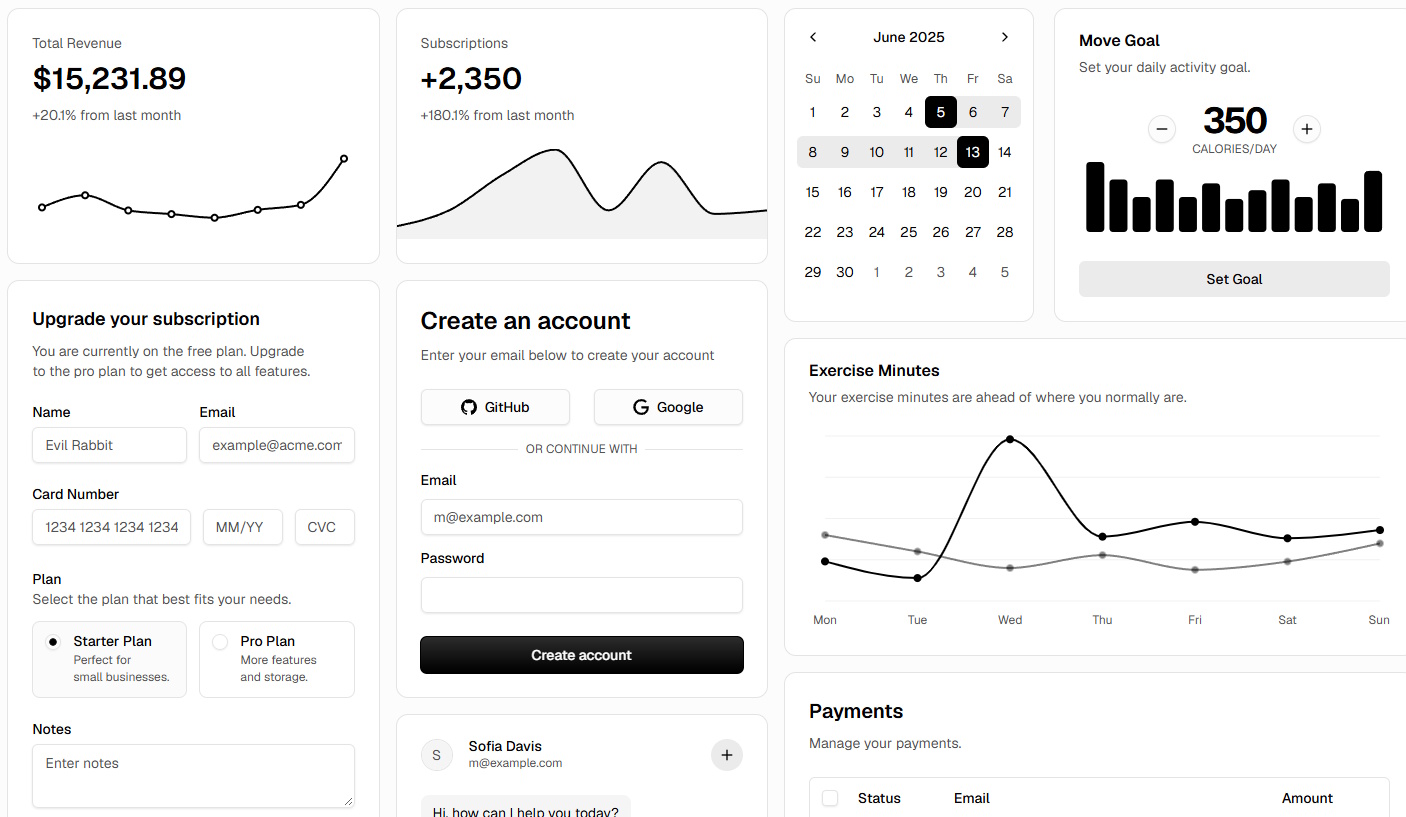 Total Revenue
$15,231.89
+20.1% from last month
Subscriptions
+2,350
+180.1% from last month
June 2025
Su Mo Tu We Th Fr Sa
1 2 3 4 5 6 7
8 9 10 11 12 13 14
15 16 17 18 19 20 21
22 23 24 25 26 27 28
29 30 1 2 3 4 5
Move Goal
Set your daily activity goal.
350
CALORIES/DAY
Set Goal
Upgrade your subscription
You are currently on the free plan. Upgrade
to the pro plan to get access to all features.
Name Email
Evil Rabbit example@acme.com
Card Number
1234 1234 1234 1234 MM/YY CVC
Plan
Select the plan that best fits your needs.
Starter Plan
Perfect for
small businesses.
Pro Plan
More features
and storage.
Notes
Enter notes
Create an account
Enter your email below to create your account
GitHub Google
OR CONTINUE WITH
Email
m@example.com
Password
Create account
S
Sofia Davis
m@example.com
Hi, how can I help you today?
Exercise Minutes
Your exercise minutes are ahead of where you normally are.
Mon Tue Wed Thu Fri Sat Sun
Payments
Manage your payments.
Status Email Amount